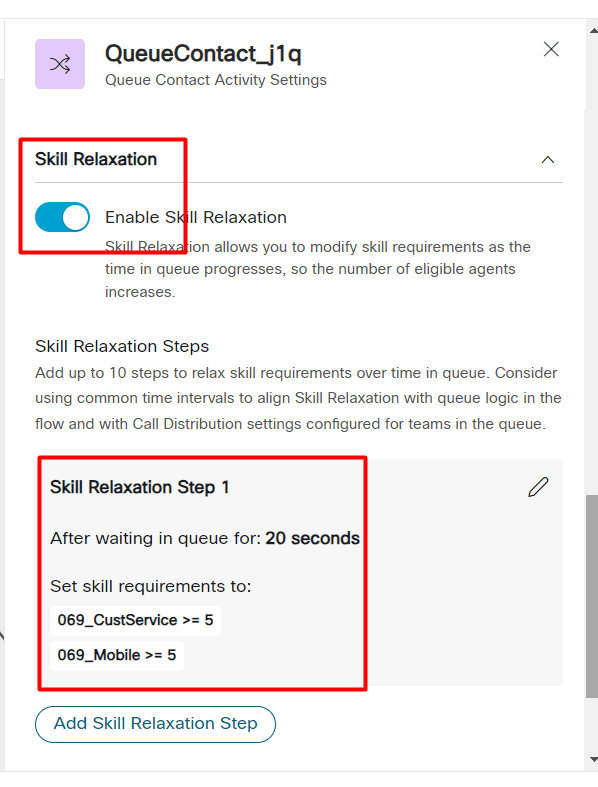 QueueContact_j1q
Queue Contact Activity Settings
Skill Relaxation
Enable Skill Relaxation
Skill Relaxation allows you to modify skill requirements as the
time in queue progresses, so the number of eligible agents
increases.
Skill Relaxation Steps
Add up to 10 steps to relax skill requirements over time in queue. Consider
using common time intervals to align Skill Relaxation with queue logic in the
flow and with Call Distribution settings configured for teams in the queue.
Skill Relaxation Step 1
After waiting in queue for: 20 seconds
Set skill requirements to:
069_CustService >= 5
069_Mobile >= 5
Add Skill Relaxation Step